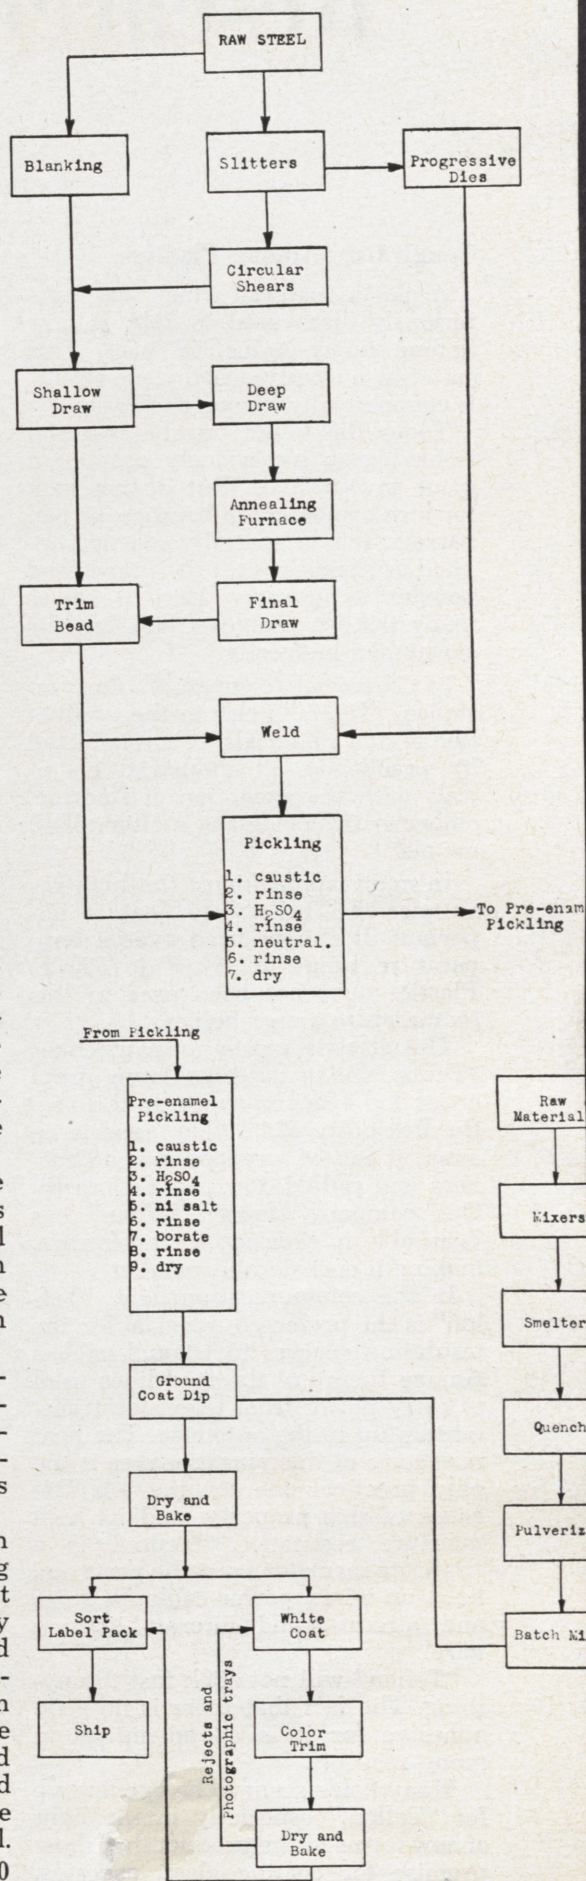 RAW STEEL
Blanking
Slitters
Progressive
Dies
Circular
Shears
Shallow
Draw
Deep
Draw
Annealing
Furnace
Trim
Bead
Final
Draw
Weld
Pickling
1. caustic
2. rinse
3. H₂SO₄
4. rinse
5. neutral.
6. rinse
7. dry
To Pre-enam
Pickling
From Pickling
Pre-enamel
Pickling
1. caustic
2. rinse
3. H₂SO₄
4. rinse
5. ni salt
6. rinse
7. borate
8. rinse
9. dry
Ground
Coat Dip
Dry and
Bake
Sort
Label Pack
Ship
White
Coat
Color
Trim
Dry and
Bake
Rejects and
Photographic trays
Raw
Material
Mixers
Smelter
Quench
Pulveriz
Batch Mi